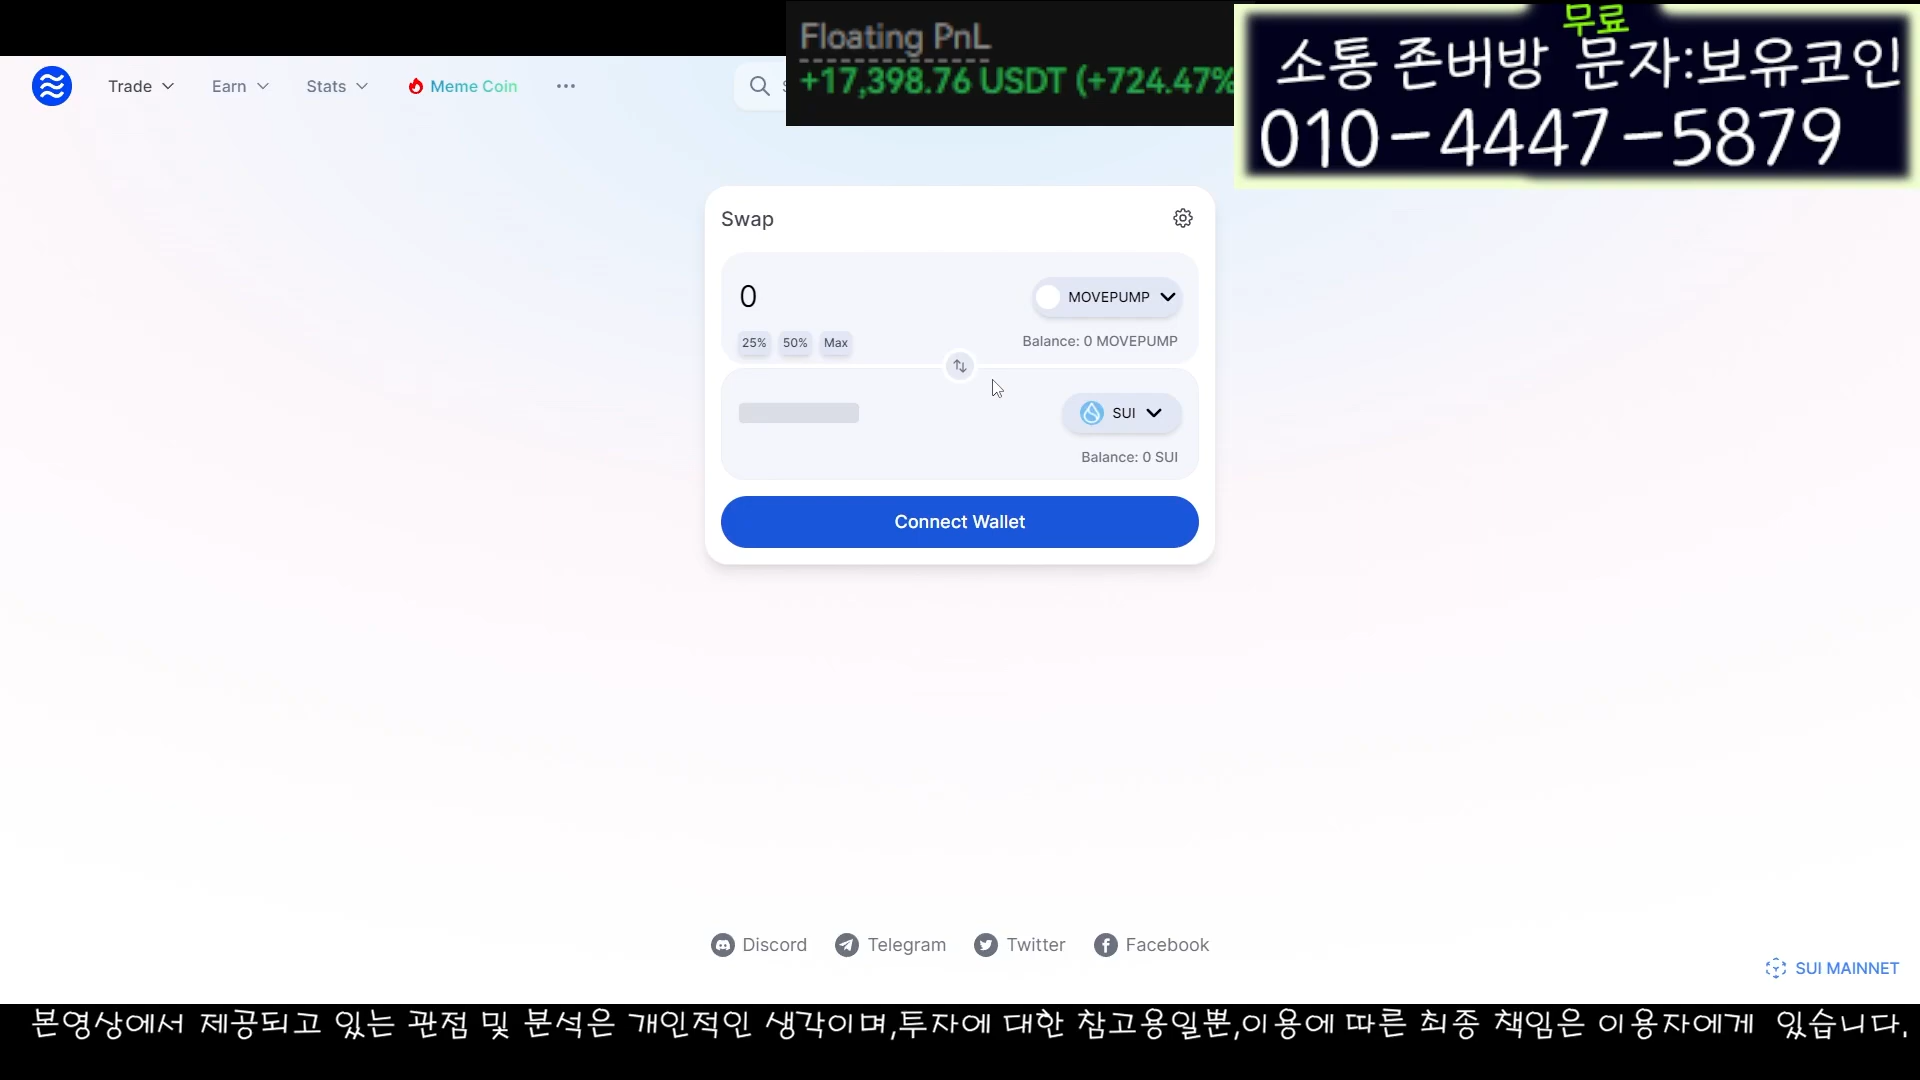 Floating PnL
+17,398.76 USDT (+724.47%
무료
소통 존버방 문자:보유코인
010-4447-5879
Trade
Earn
Stats
Meme Coin
Swap
0
MOVEPUMP
25%
50%
Max
Balance: 0 MOVEPUMP
SUI
Balance: 0 SUI
Connect Wallet
Discord
Telegram
Twitter
Facebook
SUI MAINNET
본영상에서 제공되고 있는 관점 및 분석은 개인적인 생각이며,투자에 대한 참고용일뿐,이용에 따른 최종 책임은 이용자에게 있습니다.